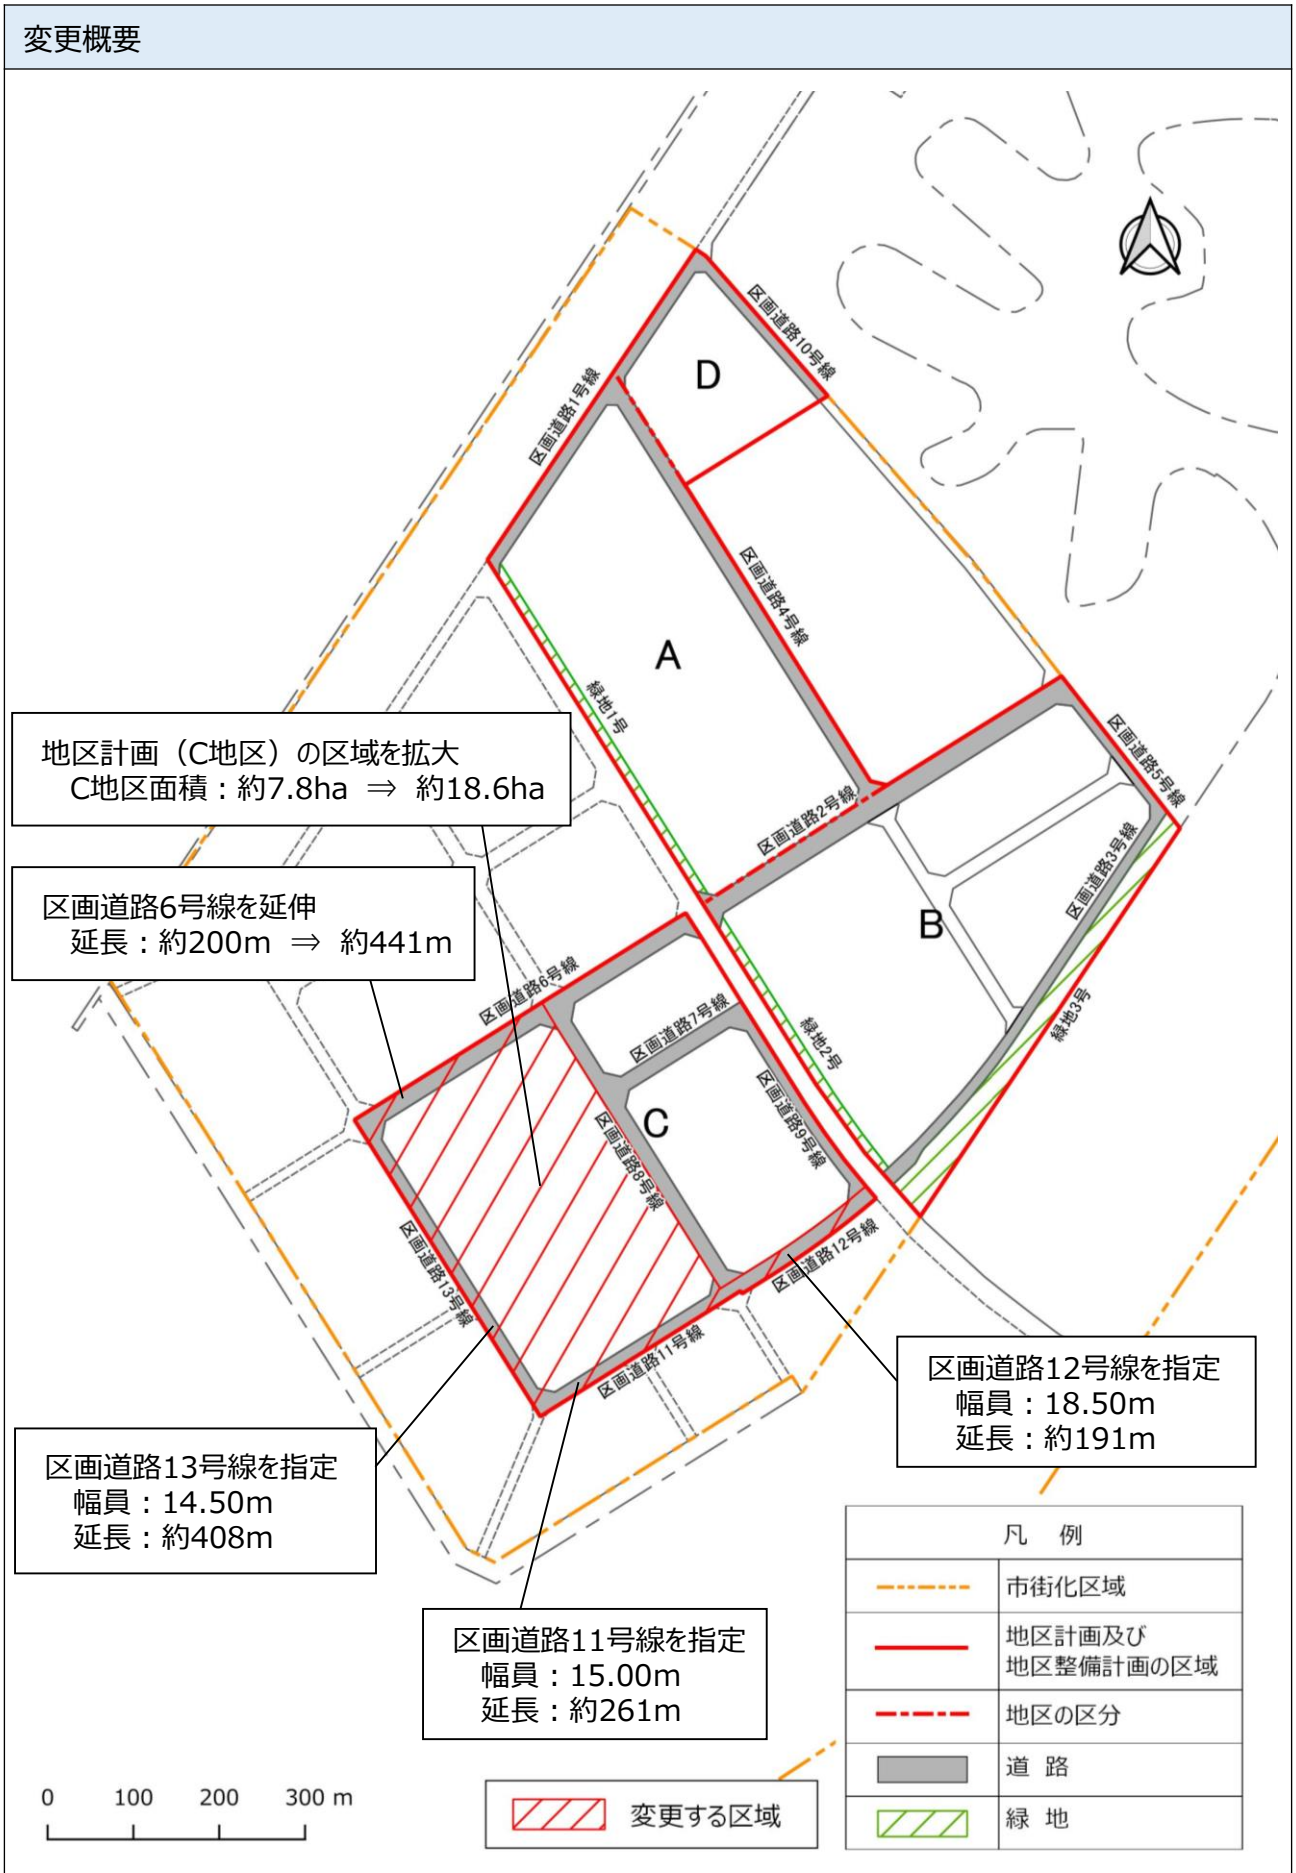 変更概要
区画道路10号線
D
区画道路1号線
区画道路4号線
A
緑地1号
区画道路5号線
地区計画（C地区）の区域を拡大
C地区面積：約7.8ha ⇒ 約18.6ha
区画道路2号線
区画道路3号線
区画道路6号線を延伸
延長：約200m ⇒ 約441m
B
区画道路6号線
区画道路7号線
緑地2号
緑地3号
区画道路9号線
C
区画道路8号線
区画道路13号線
区画道路12号線
区画道路11号線
区画道路12号線を指定
幅員：18.50m
延長：約191m
区画道路13号線を指定
幅員：14.50m
延長：約408m
区画道路11号線を指定
幅員：15.00m
延長：約261m
凡 例
市街化区域
地区計画及び
地区整備計画の区域
地区の区分
道 路
緑 地
0 100 200 300 m
変更する区域